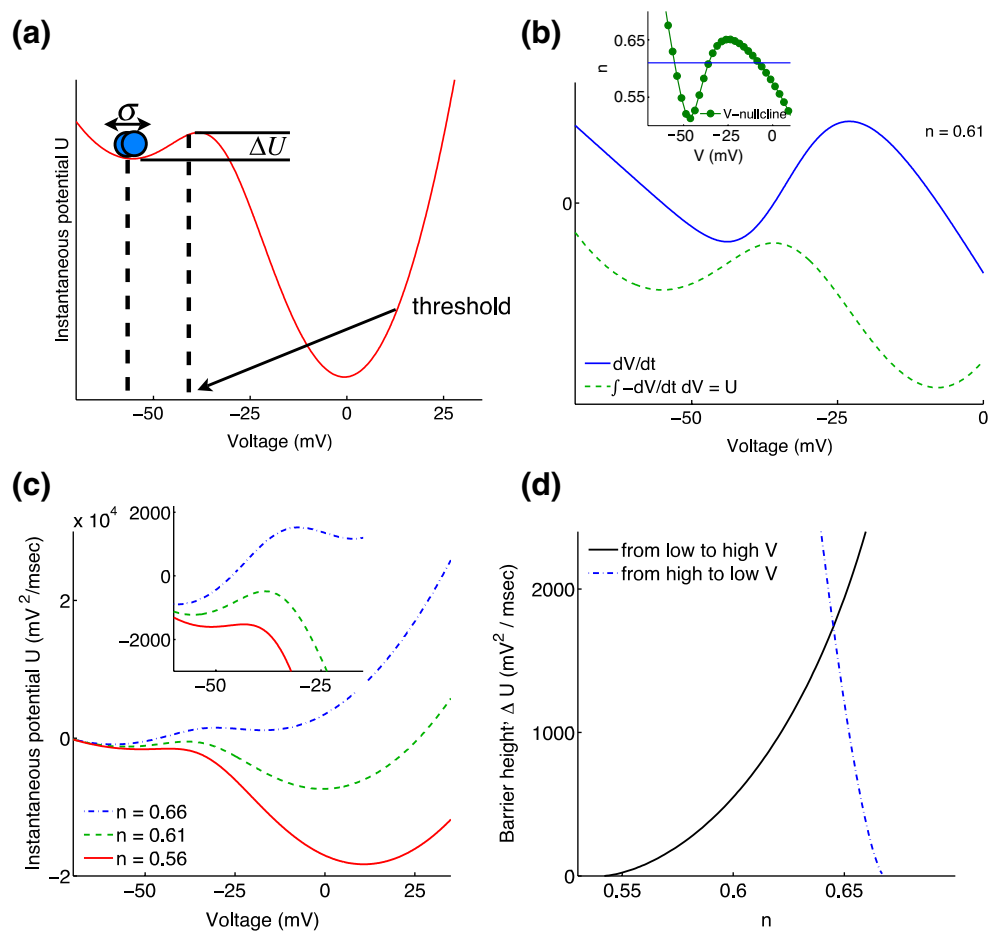 (a)
Instantaneous potential U
σ
ΔU
threshold
−50
−25
0
25
Voltage (mV)
(b)
n
0.65
0.55
V−nullcline
−50
−25
0
V (mV)
n = 0.61
0
dV/dt
∫ −dV/dt dV = U
−50
−25
0
Voltage (mV)
(c)
x 10^4
Instantaneous potential U (mV^2/msec)
2
0
−2
2000
0
−2000
−50
−25
n = 0.66
n = 0.61
n = 0.56
−50
−25
0
25
Voltage (mV)
(d)
Barrier height, Δ U (mV^2 / msec)
2000
1000
0
from low to high V
from high to low V
0.55
0.6
0.65
n